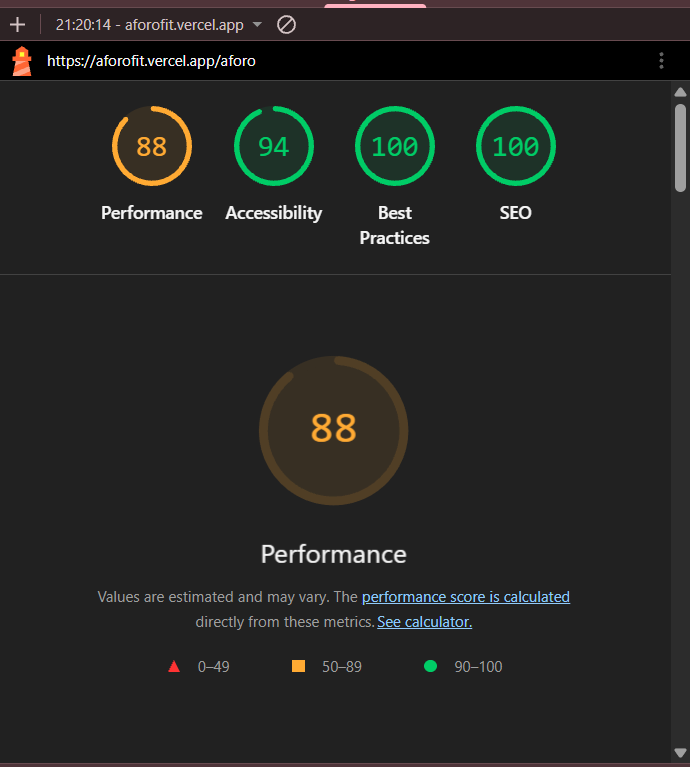 21:20:14 - aforofit.vercel.app
https://aforofit.vercel.app/aforo
88
94
100
100
Performance
Accessibility
Best
Practices
SEO
88
Performance
Values are estimated and may vary. The performance score is calculated
directly from these metrics. See calculator.
0–49
50–89
90–100